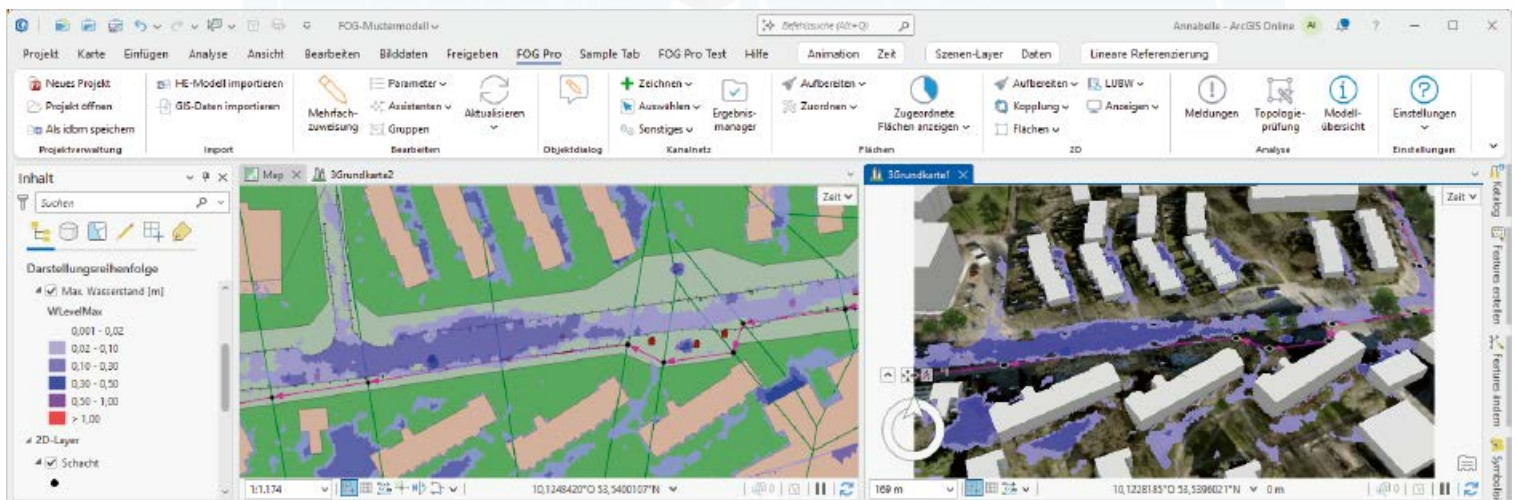 FOG-Mustermodell
Befehlssuche (Alt+Q)
Annabelle - ArcGIS Online
AI
?
Projekt Karte Einfügen Analyse Ansicht Bearbeiten Bilddaten Freigeben FOG Pro Sample Tab FOG Pro Test Hilfe Animation Zeit Szenen-Layer Daten Lineare Referenzierung
Neues Projekt
Projekt öffnen
Als idbm speichern
Projektverwaltung
HE-Modell importieren
GIS-Daten importieren
Import
Mehrfach-
zuweisung
Parameter
Assistenten
Gruppen
Aktualisieren
Bearbeiten
Objektdialog
Zeichnen
Auswählen
Sonstiges
Ergebnis-
manager
Kanalnetz
Aufbereiten
Zuordnen
Zugeordnete
Flächen anzeigen
Flächen
Aufbereiten
Kopplung
Flächen
LUBW
Anzeigen
2D
Meldungen
Topologie-
prüfung
Modell-
übersicht
Analyse
Einstellungen
Einstellungen
Inhalt
Suchen
Darstellungsreihenfolge
Max. Wasserstand [m]
WLevelMax
0,001 - 0,02
0,02 - 0,10
0,10 - 0,30
0,30 - 0,50
0,50 - 1,00
> 1,00
2D-Layer
Schacht
Map
3Grundkarte2
Zeit
1:1.174
10,1248420°O 53,5400107°N
0
3Grundkarte1
Zeit
169 m
10,1228185°O 53,5396021°N
0 m
0
Katalog
Features erstellen
Features ändern